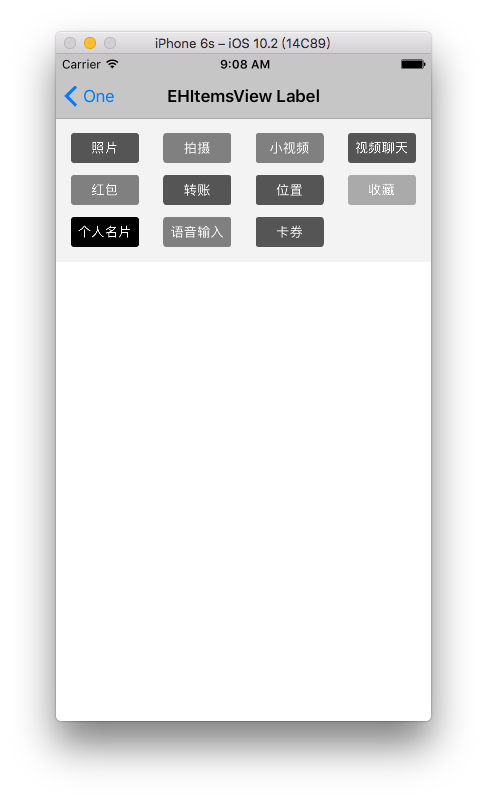 iPhone 6s – iOS 10.2 (14C89)
Carrier 9:08 AM
One EHItemsView Label
照片 拍摄 小视频 视频聊天
红包 转账 位置 收藏
个人名片 语音输入 卡券